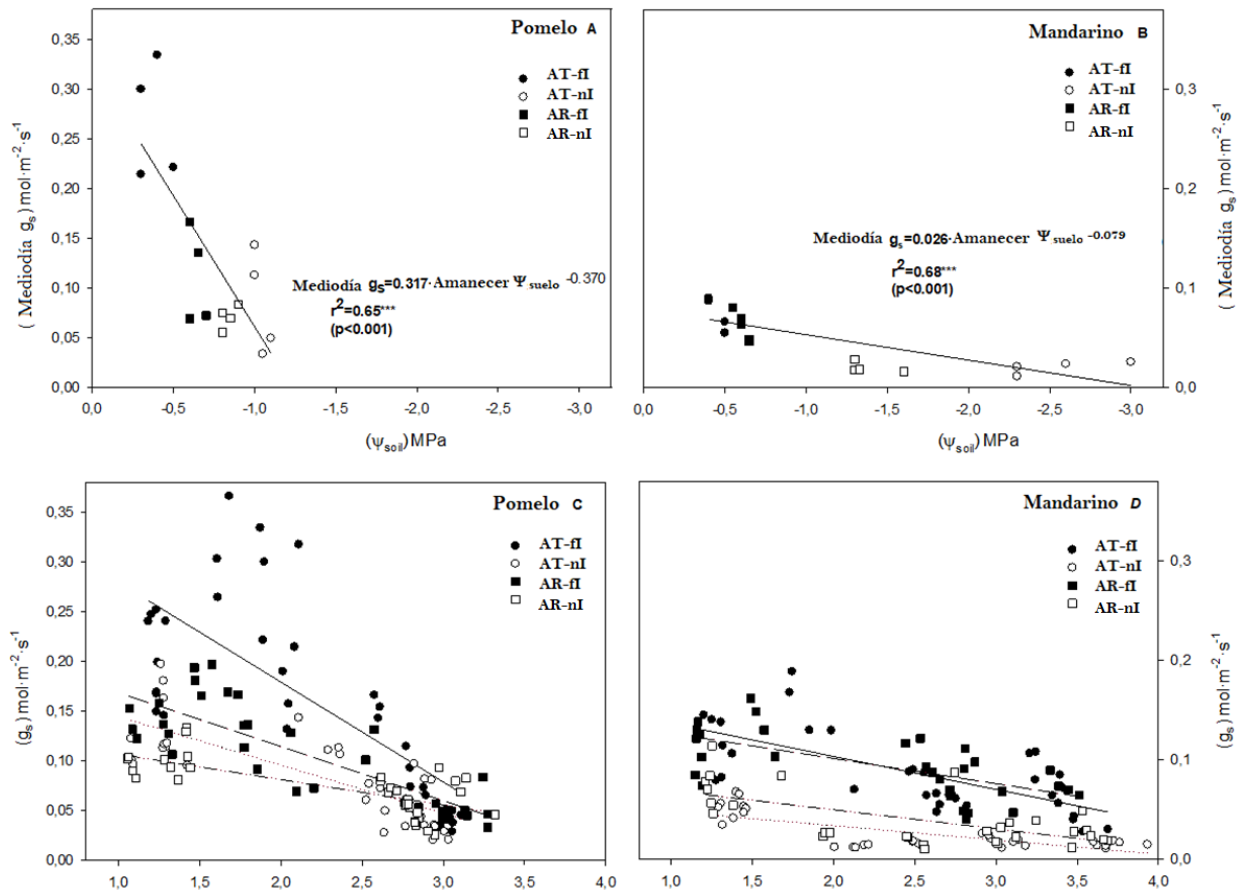 Pomelo A
AT-fI
AT-nI
AR-fI
AR-nI
Mediodía gs=0.317·Amanecer Ψsuelo -0.370
r²=0.65***
(p<0.001)
( Mediodía gs) mol·m⁻²·s⁻¹
0,35
0,30
0,25
0,20
0,15
0,10
0,05
0,00
0,0 -0,5 -1,0 -1,5 -2,0 -2,5 -3,0
(ψsoil) MPa
Mandarino B
AT-fI
AT-nI
AR-fI
AR-nI
Mediodía gs=0.026·Amanecer Ψsuelo -0.079
r²=0.68***
(p<0.001)
0,3
0,2
0,1
0,0
( Mediodía gs) mol·m⁻²·s⁻¹
0,0 -0,5 -1,0 -1,5 -2,0 -2,5 -3,0
(ψsoil) MPa
Pomelo C
AT-fI
AT-nI
AR-fI
AR-nI
(gs) mol·m⁻²·s⁻¹
0,35
0,30
0,25
0,20
0,15
0,10
0,05
0,00
1,0 1,5 2,0 2,5 3,0 3,5 4,0
Mandarino D
AT-fI
AT-nI
AR-fI
AR-nI
0,3
0,2
0,1
0,0
(gs) mol·m⁻²·s⁻¹
1,0 1,5 2,0 2,5 3,0 3,5 4,0